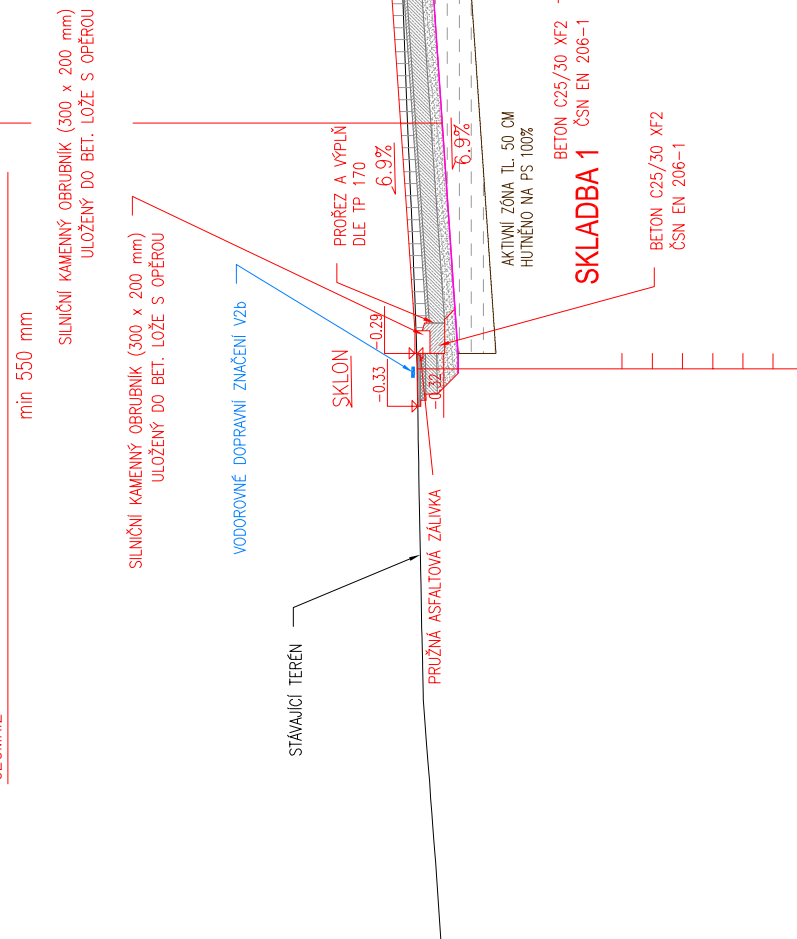 min 550 mm
SILNIČNÍ KAMENNÝ OBRUBNÍK (300 x 200 mm)
ULOŽENÝ DO BET. LOŽE S OPĚROU
SILNIČNÍ KAMENNÝ OBRUBNÍK (300 x 200 mm)
ULOŽENÝ DO BET. LOŽE S OPĚROU
VODOROVNÉ DOPRAVNÍ ZNAČENÍ V2b
STÁVAJÍCÍ TERÉN
SKLON
PROŘEZ A VÝPLŇ
DLE TP 170
-0.29
-0.33
6.9%
-0.32
PRUŽNÁ ASFALTOVÁ ZÁLIVKA
6.9%
AKTIVNÍ ZÓNA TL. 50 CM
HUTNĚNO NA PS 100%
BETON C25/30 XF2
ČSN EN 206-1
SKLADBA 1
BETON C25/30 XF2
ČSN EN 206-1